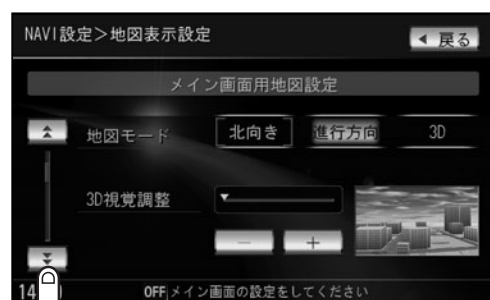 NAVI設定＞地図表示設定
◀ 戻る
メイン画面用地図設定
地図モード 北向き 進行方向 3D
3D視覚調整
− ＋
14
OFF メイン画面の設定をしてください